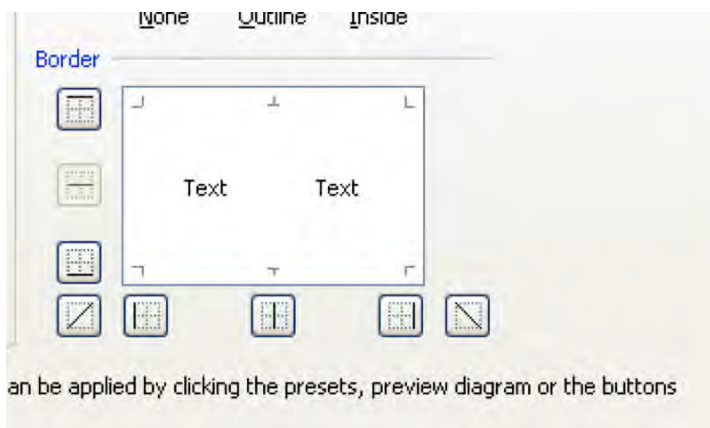 None Outline Inside
Border
Text Text
an be applied by clicking the presets, preview diagram or the buttons